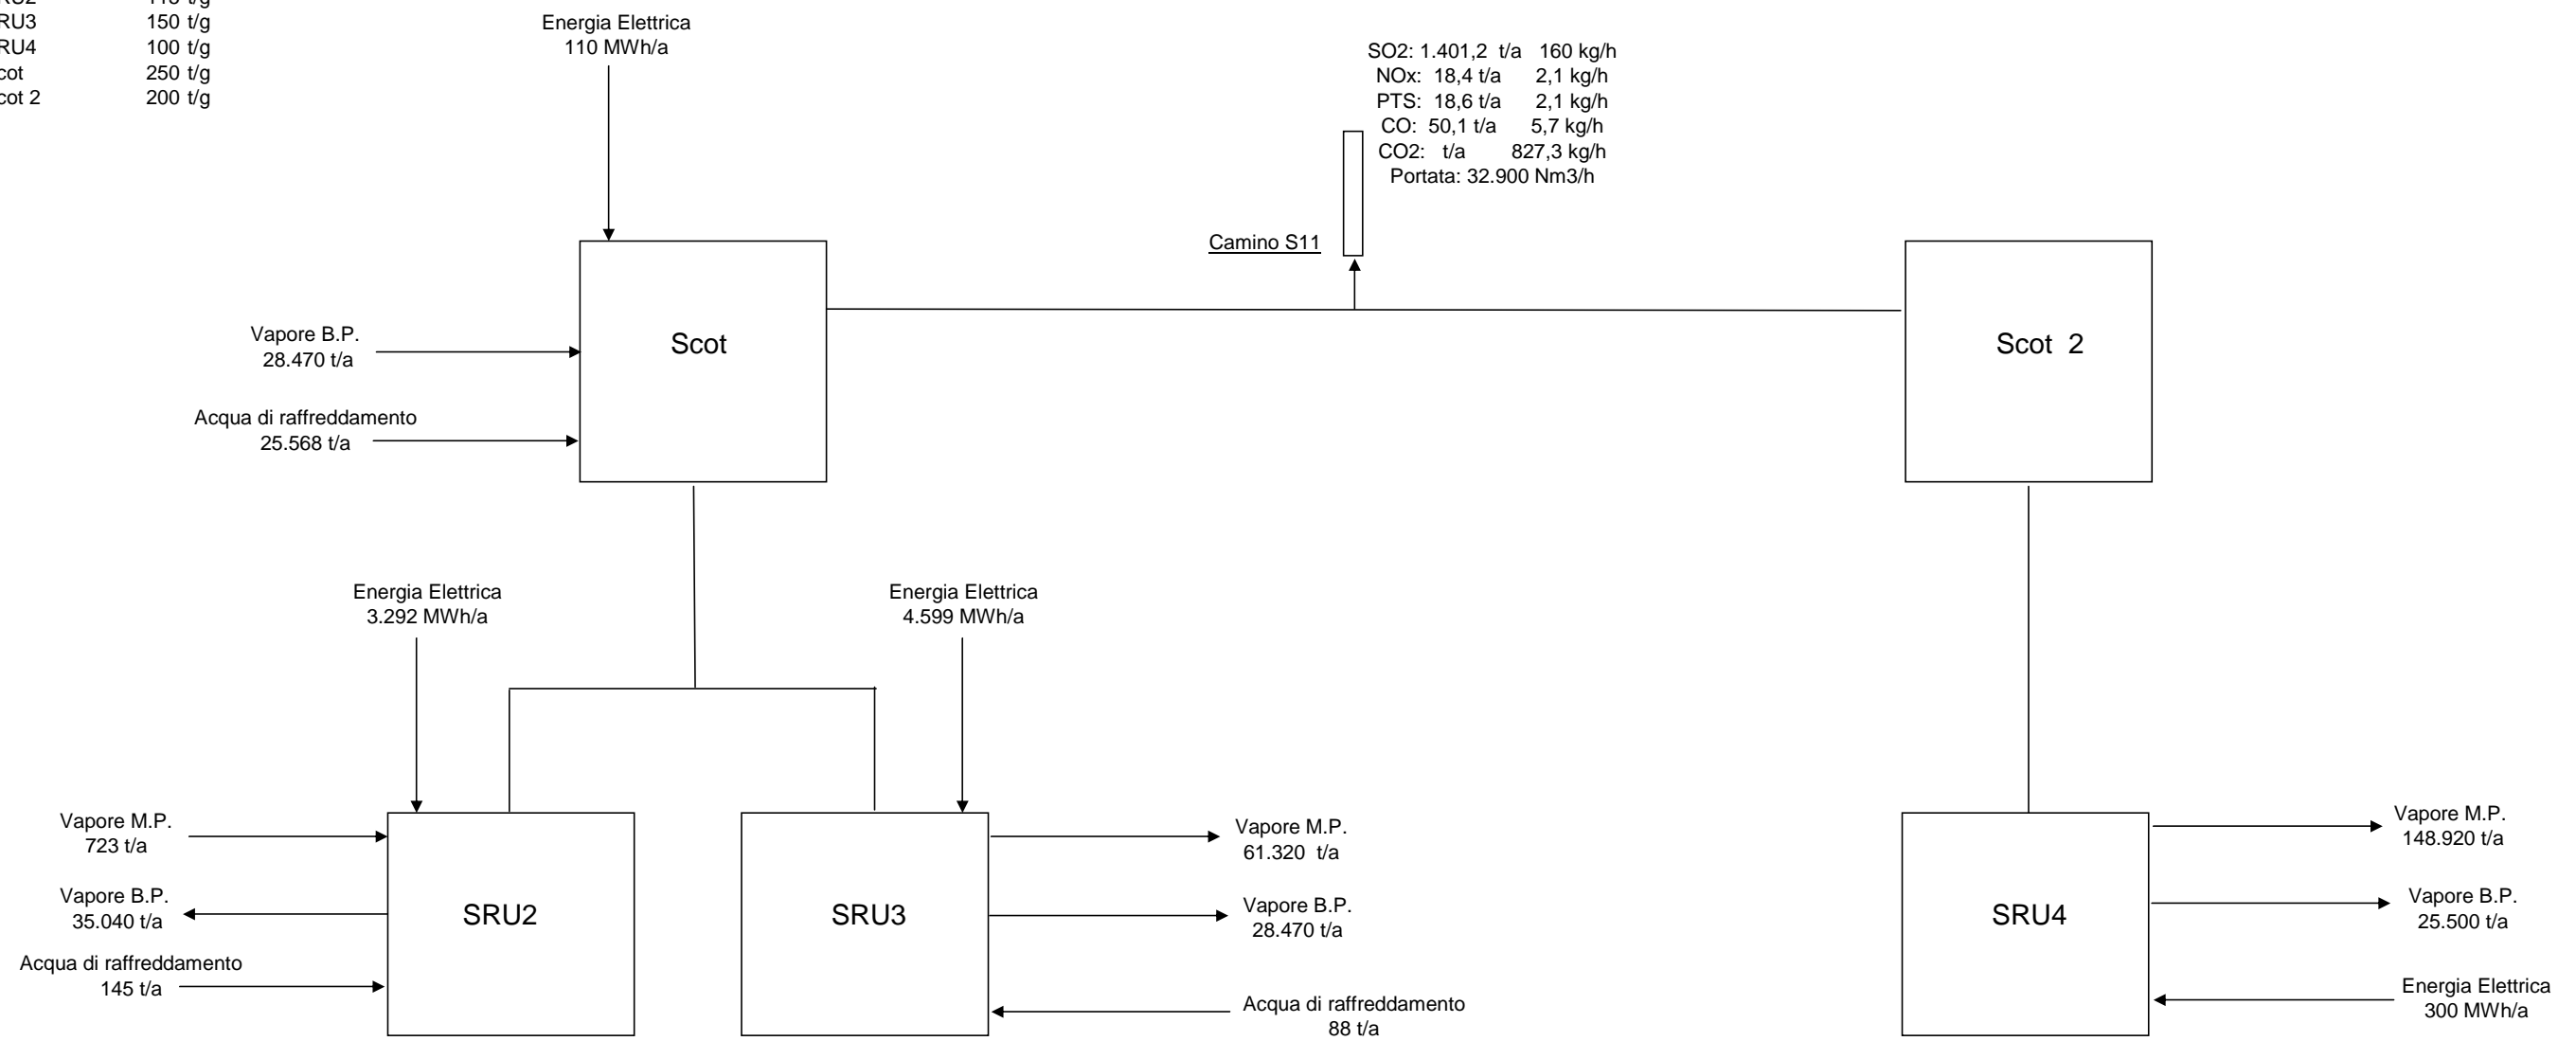 RU3 150 t/g
RU4 100 t/g
cot 250 t/g
cot 2 200 t/g
Energia Elettrica
110 MWh/a
SO2: 1.401,2 t/a 160 kg/h
NOx: 18,4 t/a 2,1 kg/h
PTS: 18,6 t/a 2,1 kg/h
CO: 50,1 t/a 5,7 kg/h
CO2: t/a 827,3 kg/h
Portata: 32.900 Nm3/h
Camino S11
Scot
Scot 2
Vapore B.P.
28.470 t/a
Acqua di raffreddamento
25.568 t/a
Energia Elettrica
3.292 MWh/a
Energia Elettrica
4.599 MWh/a
Vapore M.P.
723 t/a
Vapore B.P.
35.040 t/a
Acqua di raffreddamento
145 t/a
SRU2
SRU3
Vapore M.P.
61.320 t/a
Vapore B.P.
28.470 t/a
Acqua di raffreddamento
88 t/a
SRU4
Vapore M.P.
148.920 t/a
Vapore B.P.
25.500 t/a
Energia Elettrica
300 MWh/a